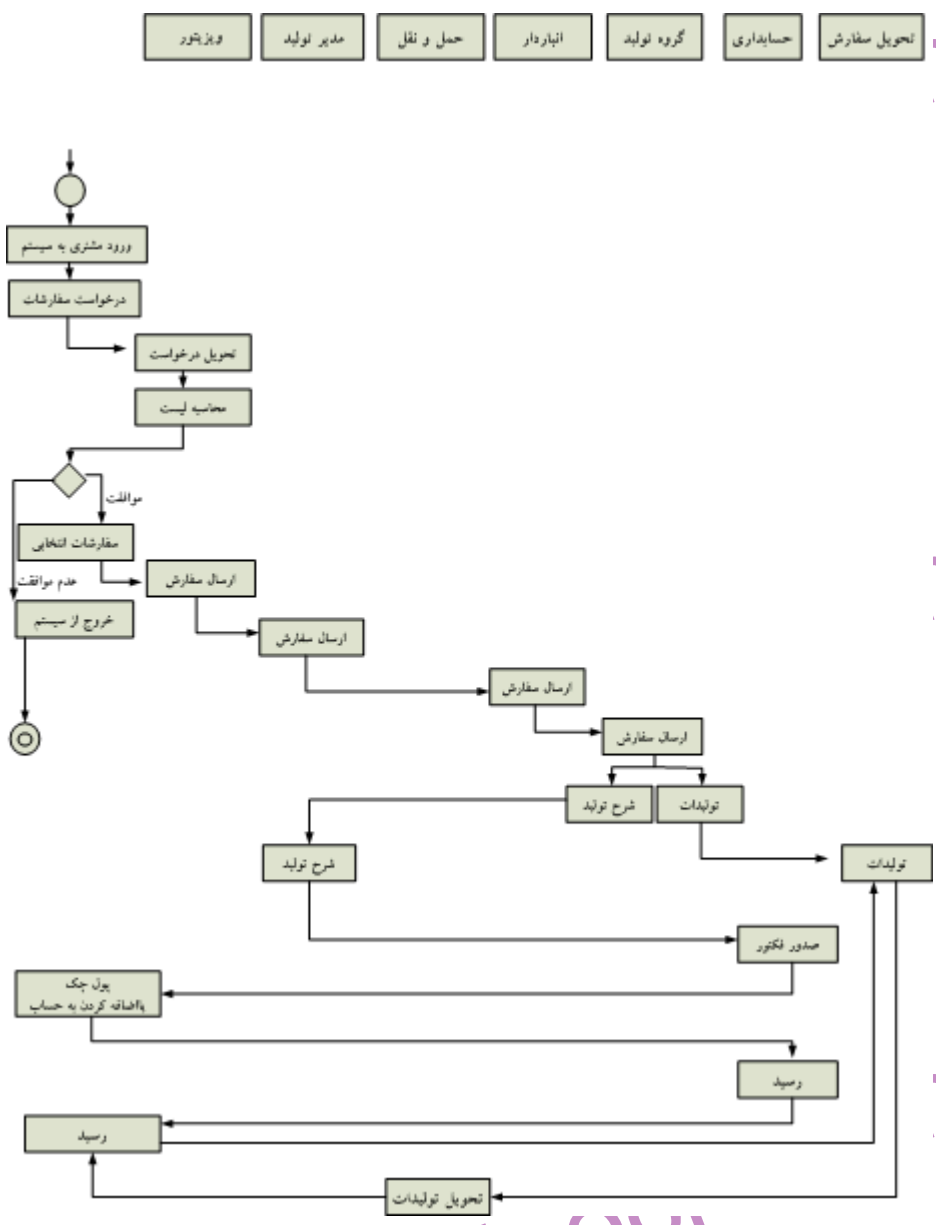 تحویل سفارش
حسابداری
گروه تولید
انباردار
حمل و نقل
مدیر تولید
ویزیتور
ورود مشتری به سیستم
درخواست سفارشات
تحویل درخواست
محاسبه لیست
موافقت
سفارشات انتخابی
عدم موافقت
ارسال سفارش
خروج از سیستم
ارسال سفارش
ارسال سفارش
ارسال سفارش
تولیدات
شرح تولید
تولیدات
شرح تولید
صدور فکتور
پول چک
یااضافه کردن به حساب
رسید
رسید
تحویل تولیدات